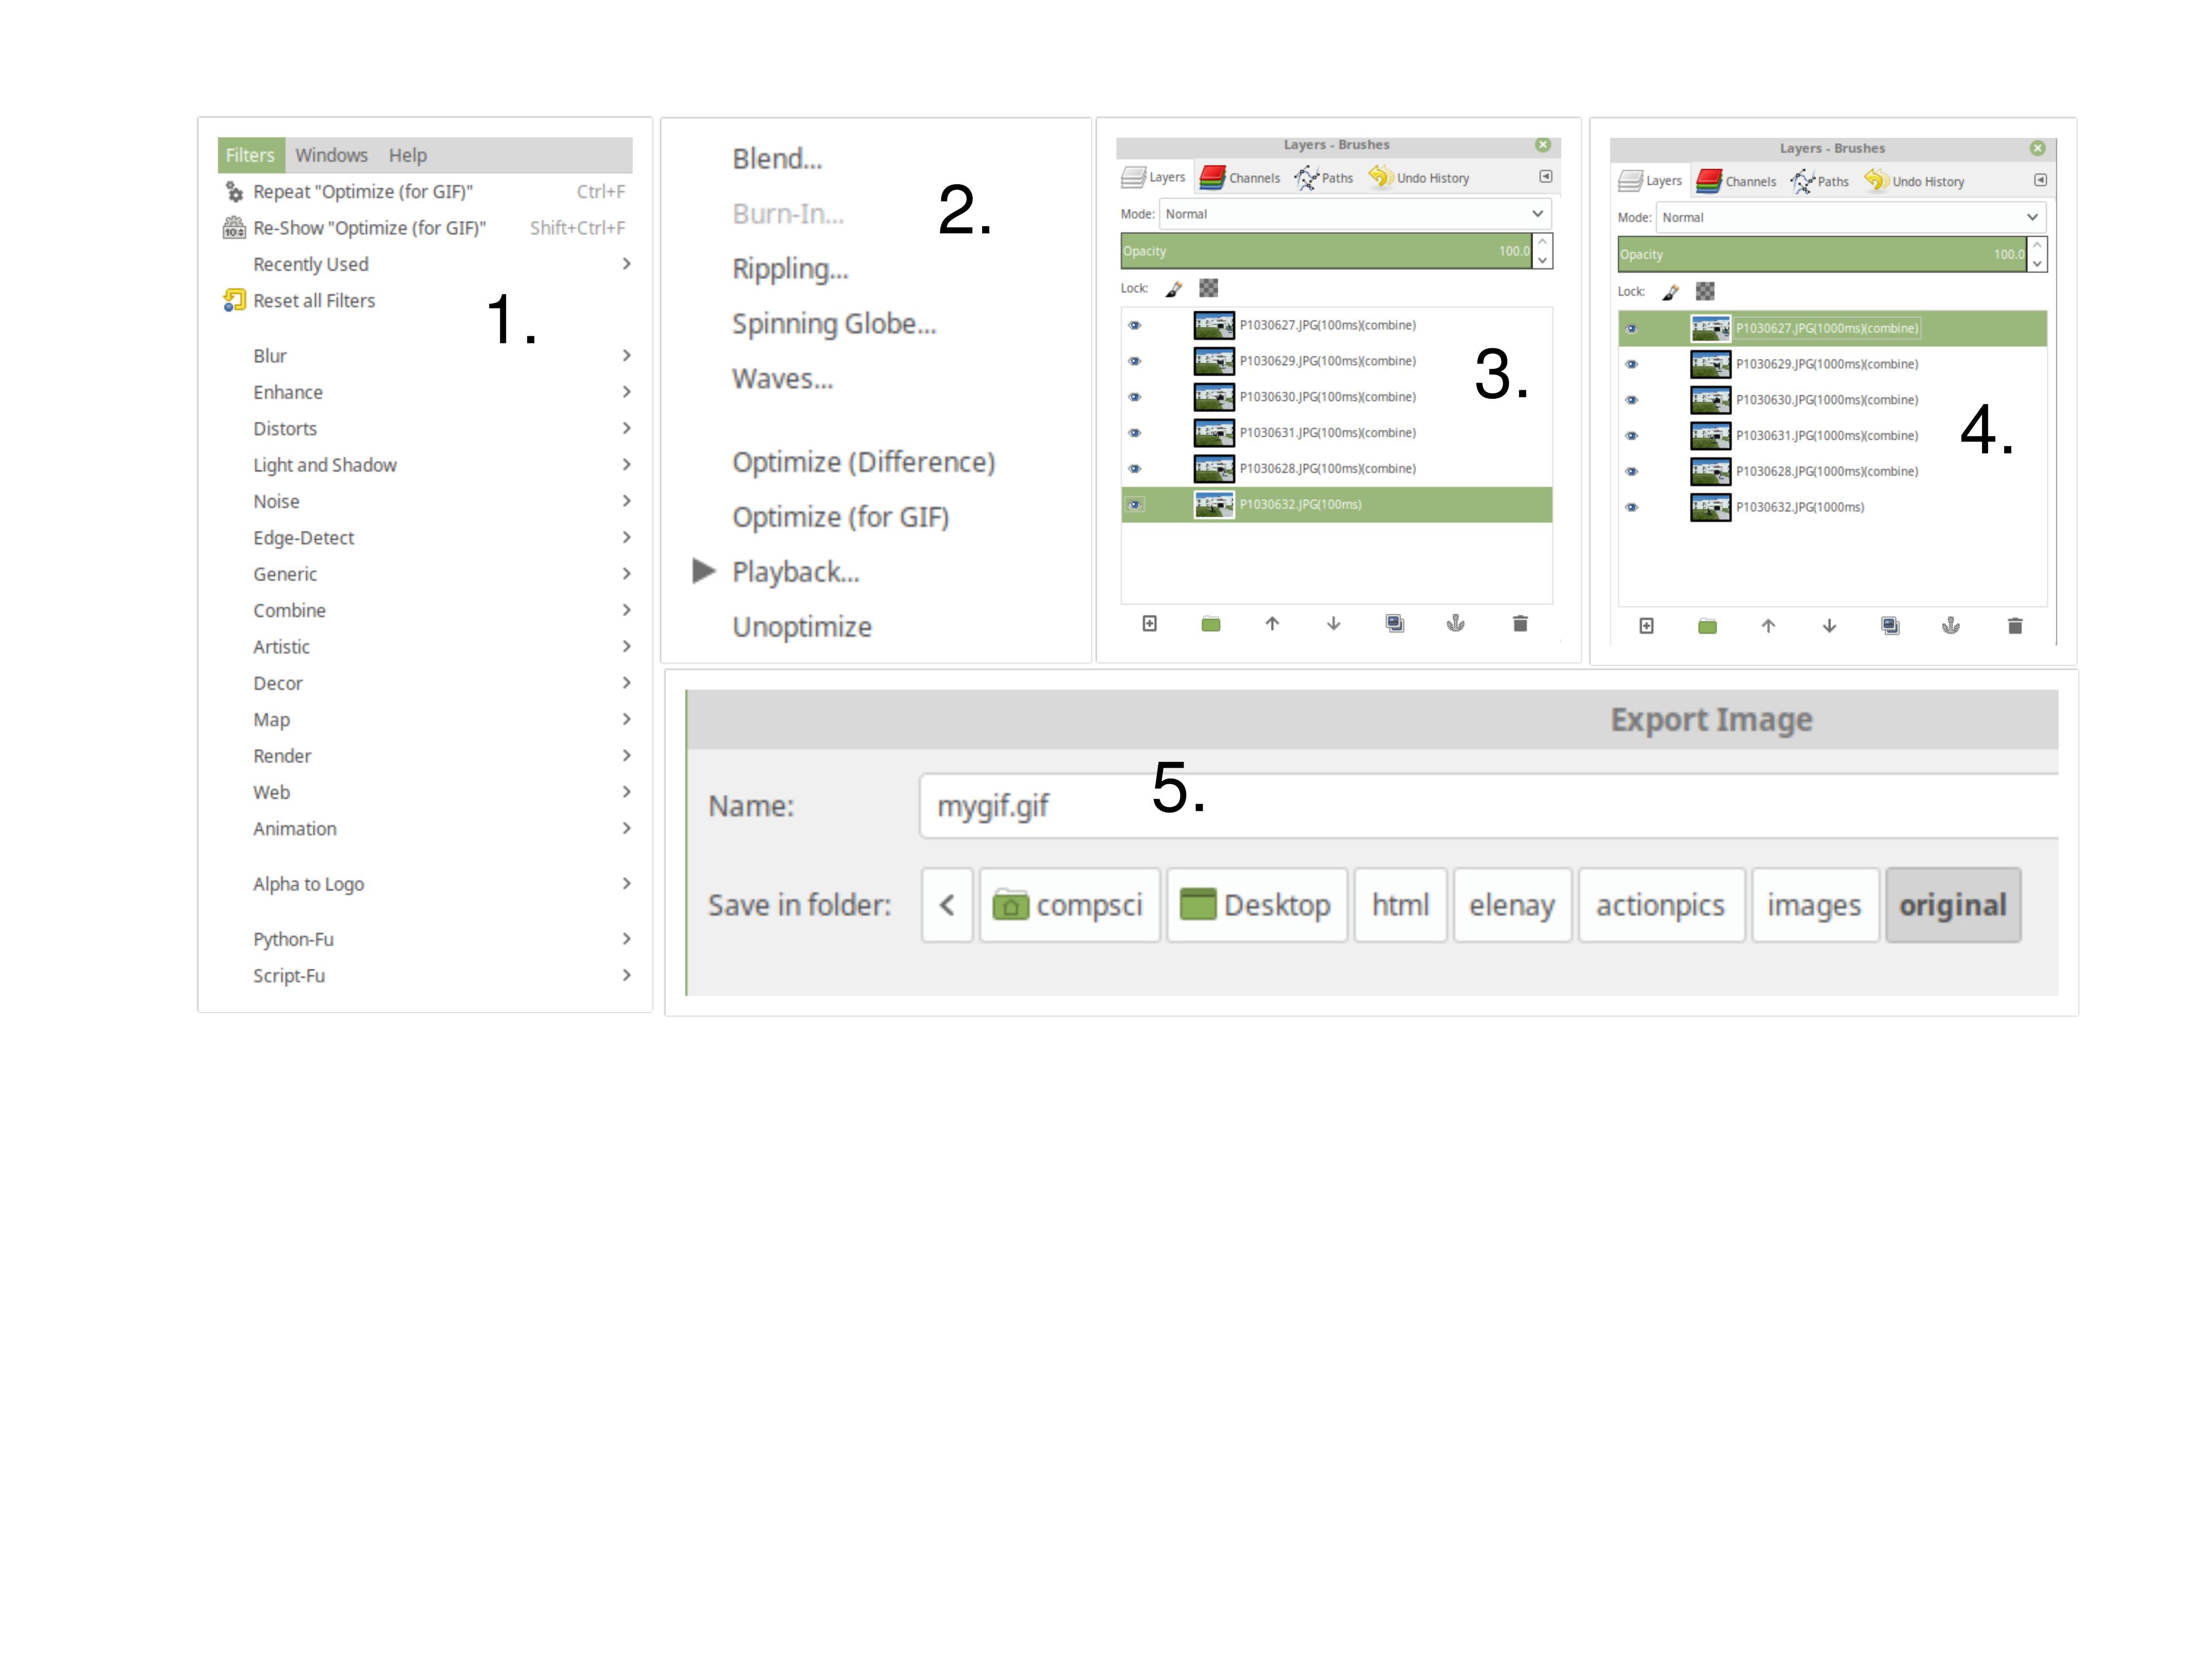 Filters Windows Help
Repeat "Optimize (for GIF)" Ctrl+F
Re-Show "Optimize (for GIF)" Shift+Ctrl+F
Recently Used
Reset all Filters
1.
Blur
Enhance
Distorts
Light and Shadow
Noise
Edge-Detect
Generic
Combine
Artistic
Decor
Map
Render
Web
Animation
Alpha to Logo
Python-Fu
Script-Fu
Blend...
Burn-In...
2.
Rippling...
Spinning Globe...
Waves...
Optimize (Difference)
Optimize (for GIF)
Playback...
Unoptimize
Layers - Brushes
Layers Channels Paths Undo History
Mode: Normal
Opacity 100.0
Lock:
P1030627.JPG(100ms)(combine)
P1030629.JPG(100ms)(combine)
3.
P1030630.JPG(100ms)(combine)
P1030631.JPG(100ms)(combine)
P1030628.JPG(100ms)(combine)
P1030632.JPG(100ms)
Layers - Brushes
Layers Channels Paths Undo History
Mode: Normal
Opacity 100.0
Lock:
P1030627.JPG(1000ms)(combine)
P1030629.JPG(1000ms)(combine)
P1030630.JPG(1000ms)(combine)
4.
P1030631.JPG(1000ms)(combine)
P1030628.JPG(1000ms)(combine)
P1030632.JPG(1000ms)
Export Image
5.
Name: mygif.gif
Save in folder: < compsci Desktop html elenay actionpics images original